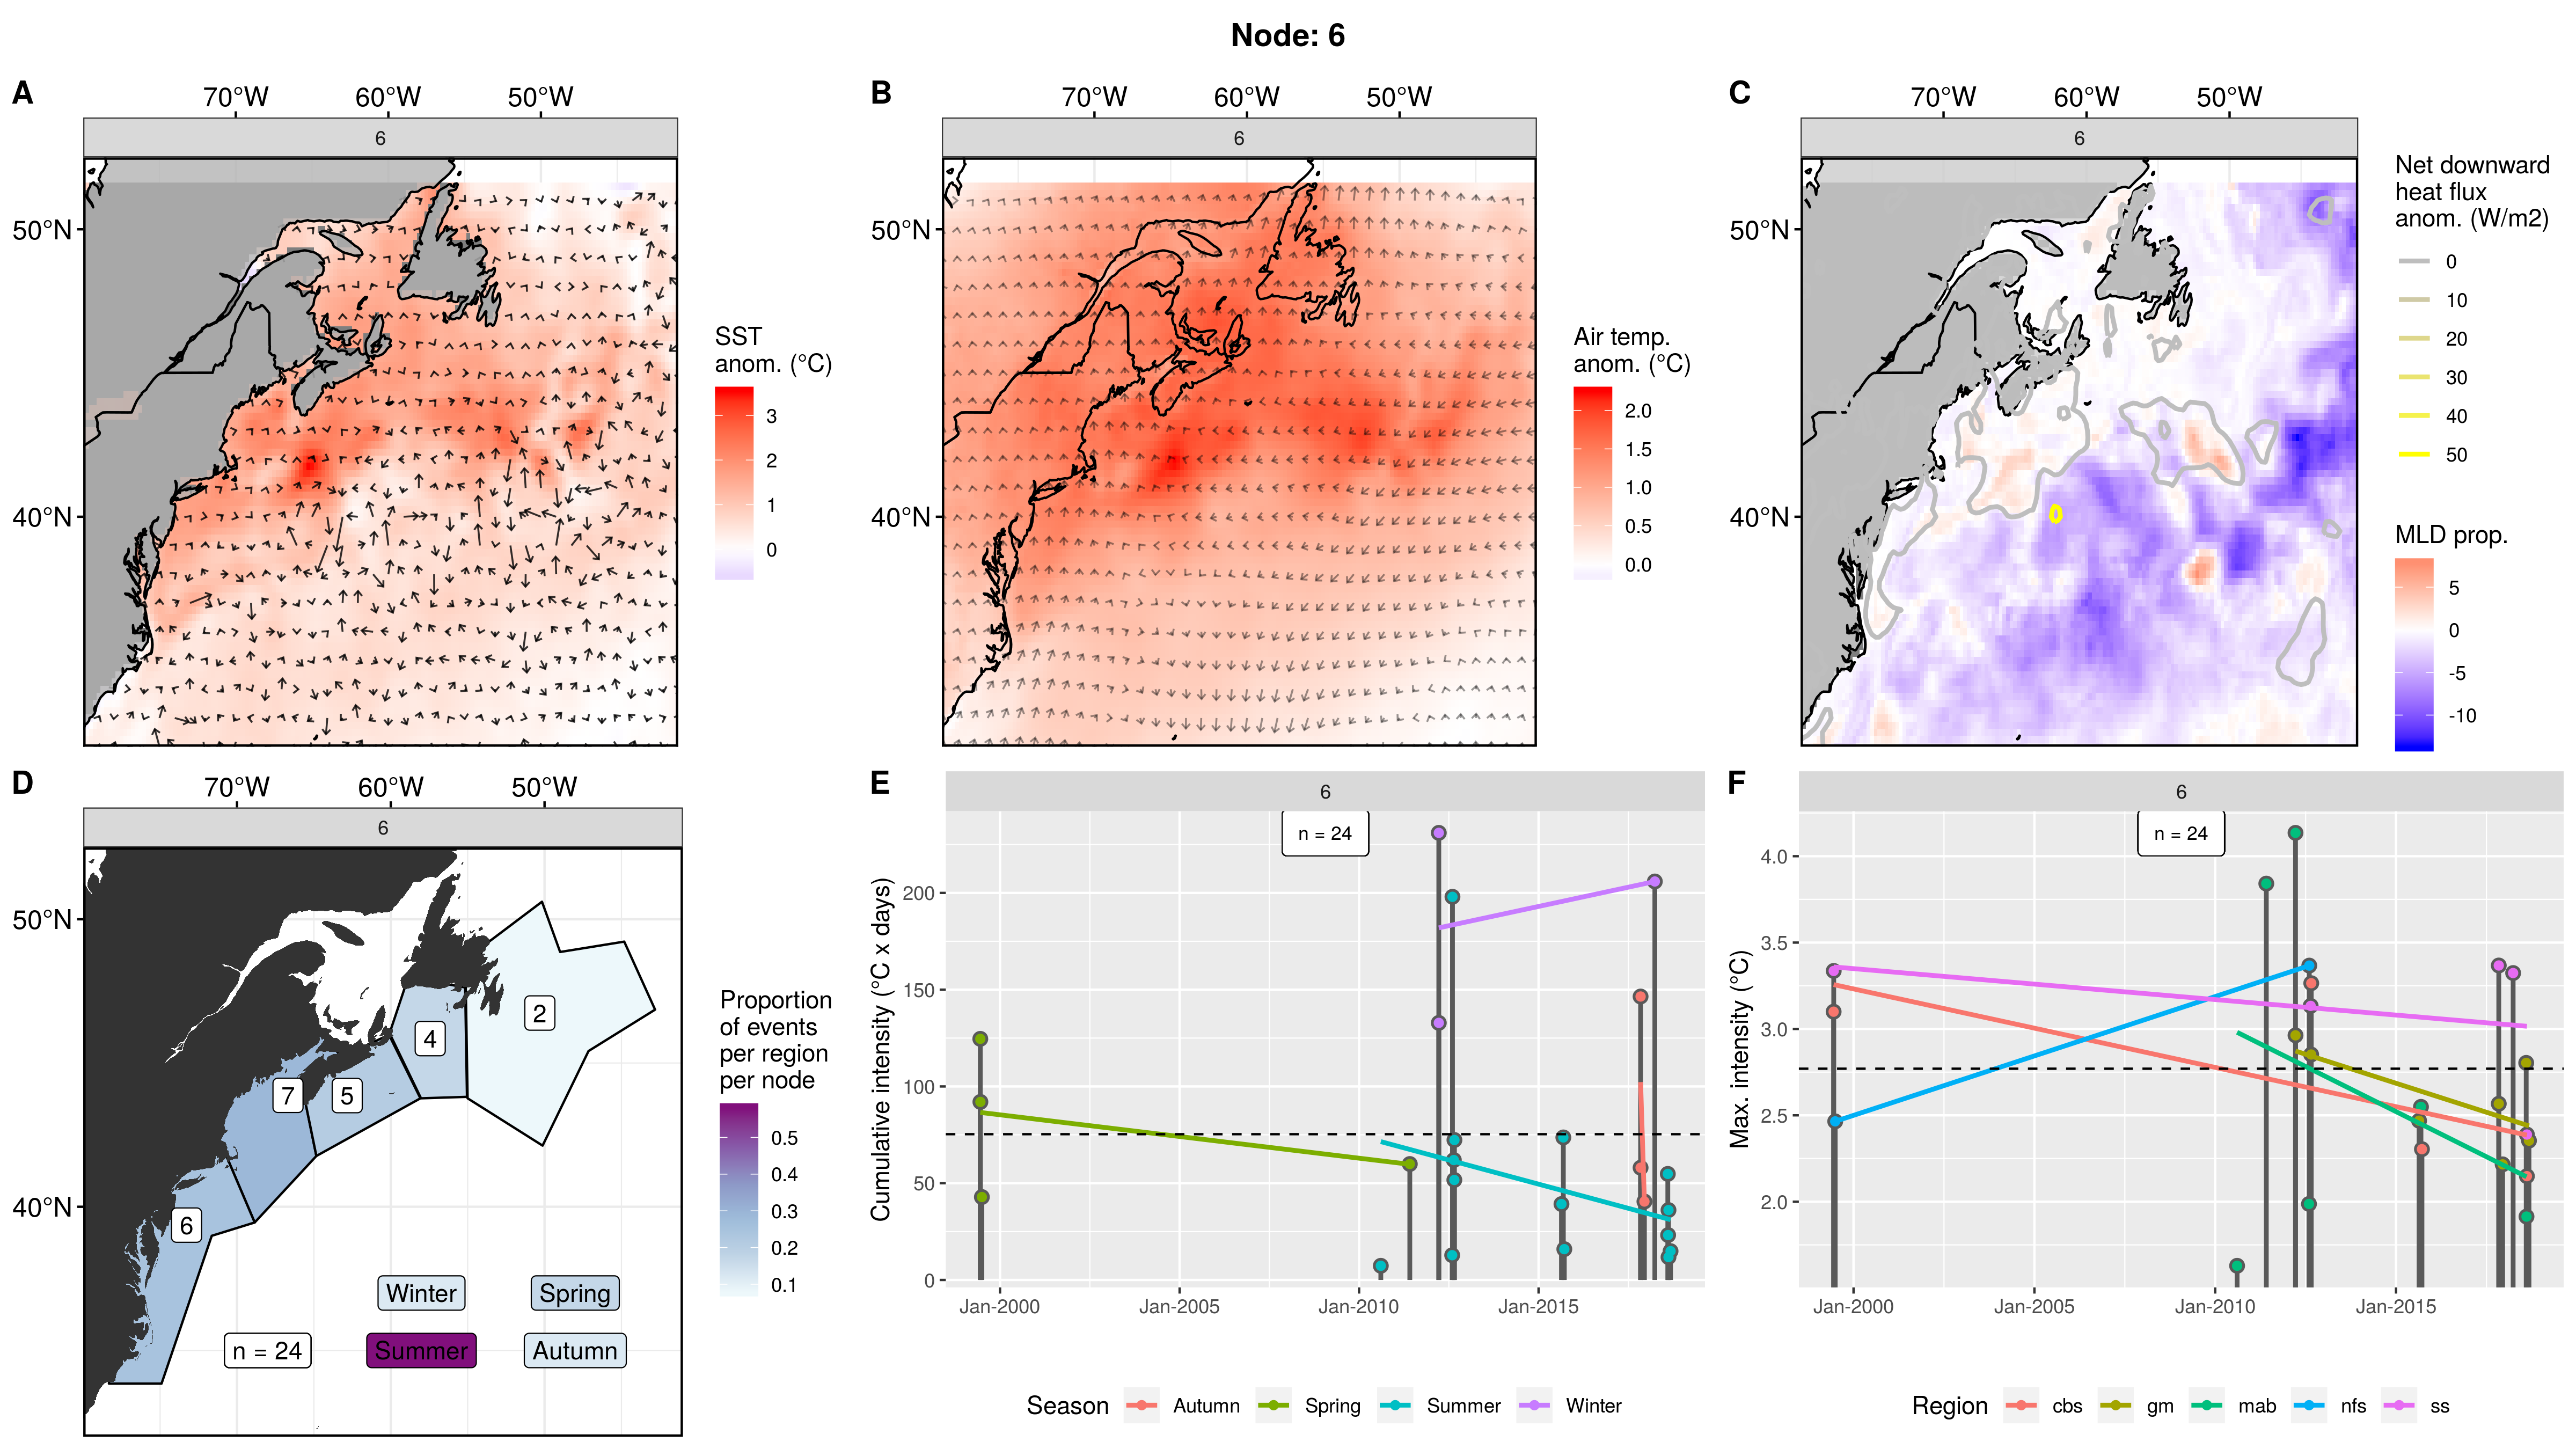 Node: 6
A
70°W 60°W 50°W
6
50°N
40°N
SST
anom. (°C)
3
2
1
0
B
70°W 60°W 50°W
6
50°N
40°N
Air temp.
anom. (°C)
2.0
1.5
1.0
0.5
0.0
C
70°W 60°W 50°W
6
50°N
40°N
Net downward
heat flux
anom. (W/m2)
0
10
20
30
40
50
MLD prop.
5
0
-5
-10
D
70°W 60°W 50°W
6
50°N
40°N
2
4
7
5
6
Winter
Spring
n = 24
Summer
Autumn
Proportion
of events
per region
per node
0.5
0.4
0.3
0.2
0.1
E
6
n = 24
Cumulative intensity (°C x days)
200
150
100
50
0
Jan-2000 Jan-2005 Jan-2010 Jan-2015
Season Autumn Spring Summer Winter
F
6
n = 24
Max. intensity (°C)
4.0
3.5
3.0
2.5
2.0
Jan-2000 Jan-2005 Jan-2010 Jan-2015
Region cbs gm mab nfs ss